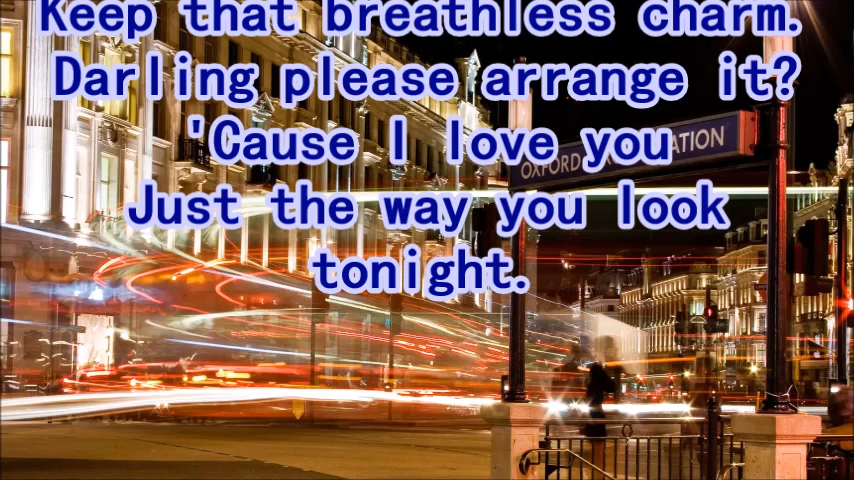 Keep that breathless charm.
Darling please arrange it?
'Cause I love you
OXFORD ATION
Just the way you look
tonight.